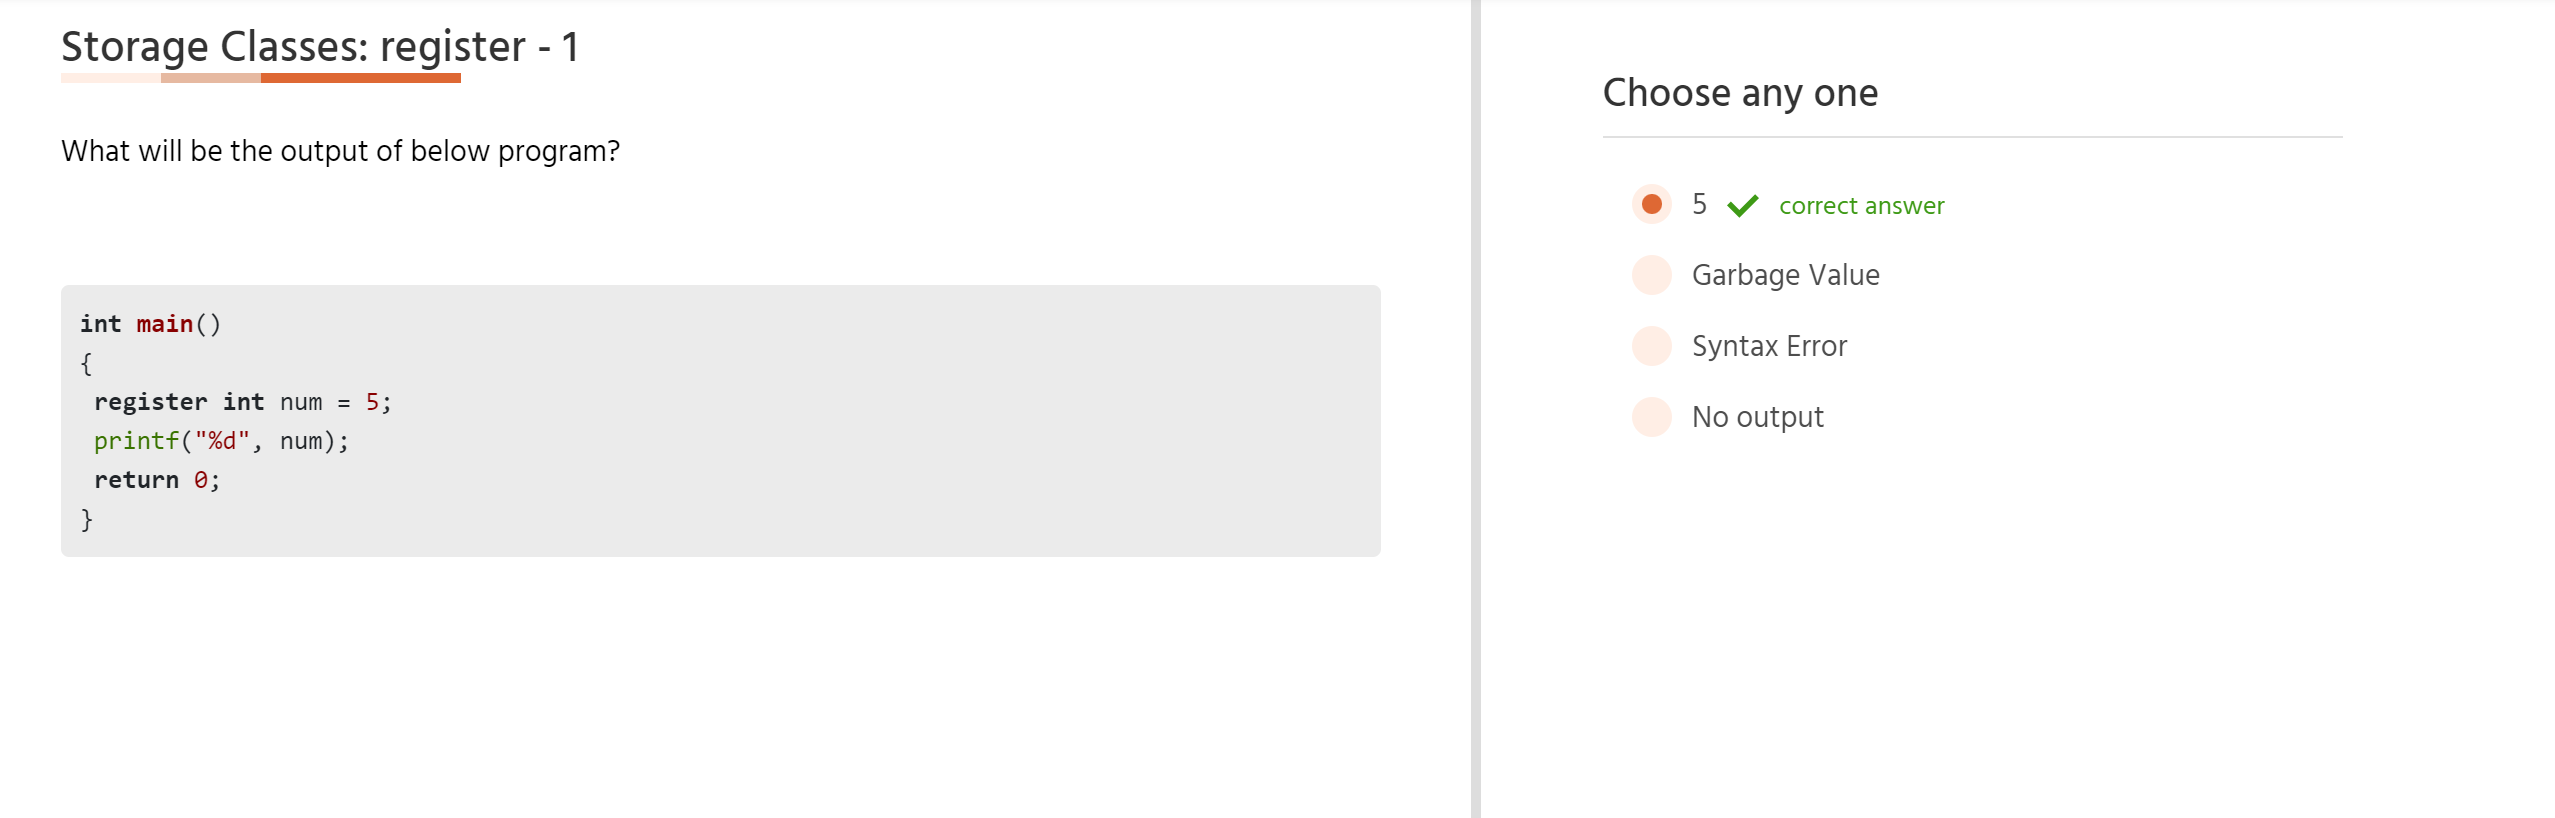 Storage Classes: register - 1
What will be the output of below program?
int main()
{
 register int num = 5;
 printf("%d", num);
 return 0;
}
Choose any one
5 correct answer
Garbage Value
Syntax Error
No output